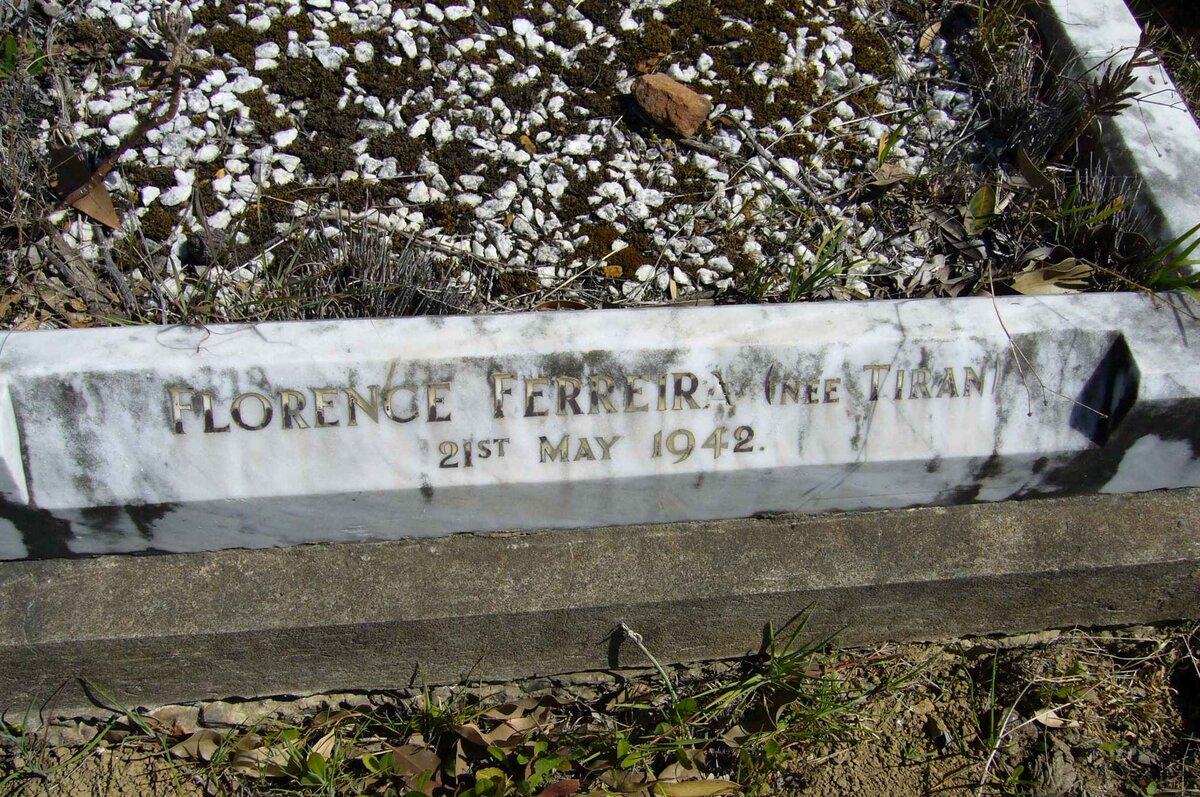 FLORENCE FERREIRA (NEE TIRAN)
21ST MAY 1942.